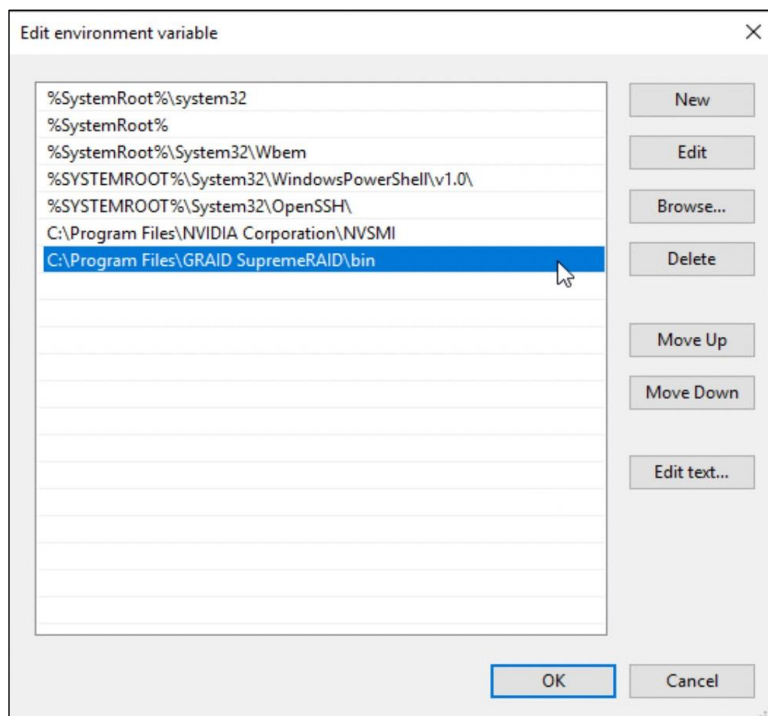 Edit environment variable
%SystemRoot%\system32
%SystemRoot%
%SystemRoot%\System32\Wbem
%SYSTEMROOT%\System32\WindowsPowerShell\v1.0\
%SYSTEMROOT%\System32\OpenSSH\
C:\Program Files\NVIDIA Corporation\NVSMI
C:\Program Files\GRAID SupremeRAID\bin
New
Edit
Browse...
Delete
Move Up
Move Down
Edit text...
OK
Cancel